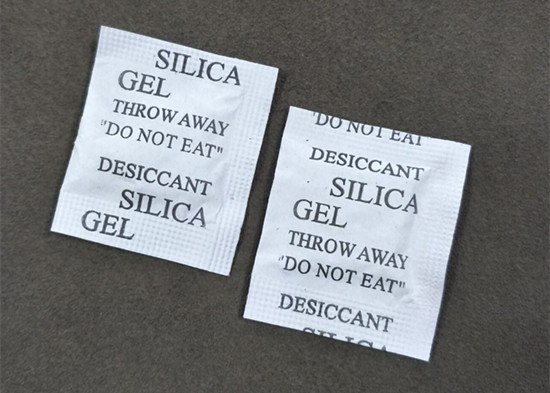 SILICA
GEL
THROW AWAY
"DO NOT EAT"
DESICCANT
SILICA
GEL
"DO NOT EAT"
DESICCANT
SILICA
GEL
THROW AWAY
"DO NOT EAT"
DESICCANT
SILICA